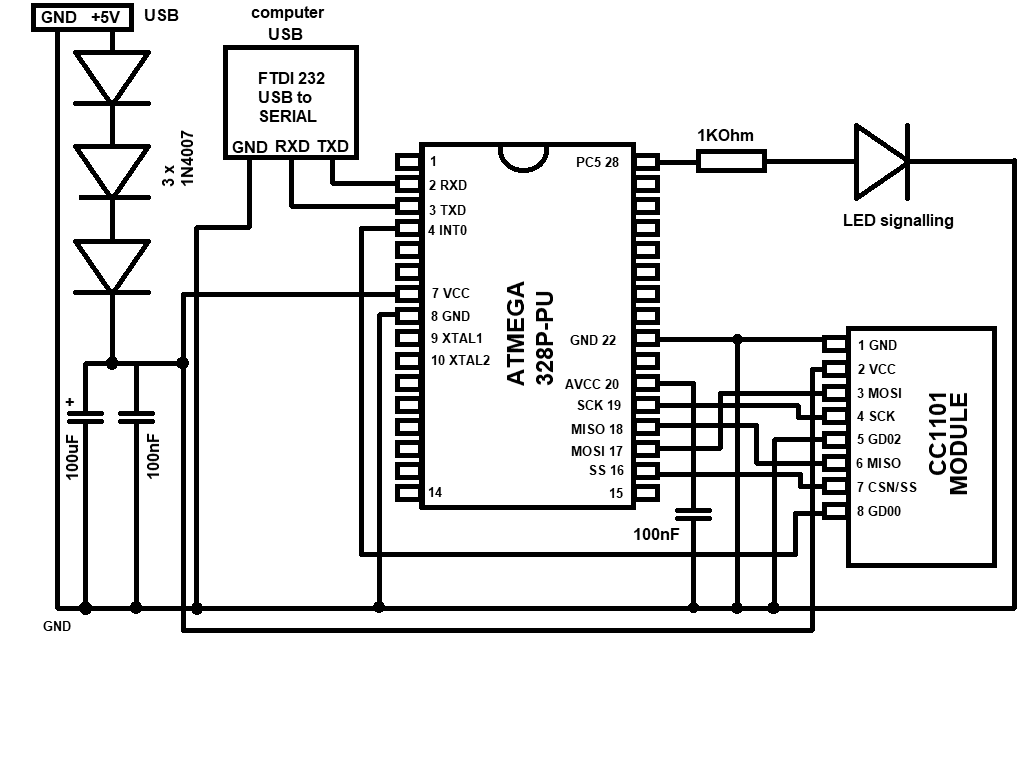 GND +5V USB
computer
USB
FTDI 232
USB to
SERIAL
GND RXD TXD
3 x
1N4007
+
100uF
100nF
GND
1
2 RXD
3 TXD
4 INT0
7 VCC
8 GND
9 XTAL1
10 XTAL2
14
ATMEGA
328P-PU
PC5 28
GND 22
AVCC 20
SCK 19
MISO 18
MOSI 17
SS 16
15
100nF
1KOhm
LED signalling
1 GND
2 VCC
3 MOSI
4 SCK
5 GD02
6 MISO
7 CSN/SS
8 GD00
CC1101
MODULE